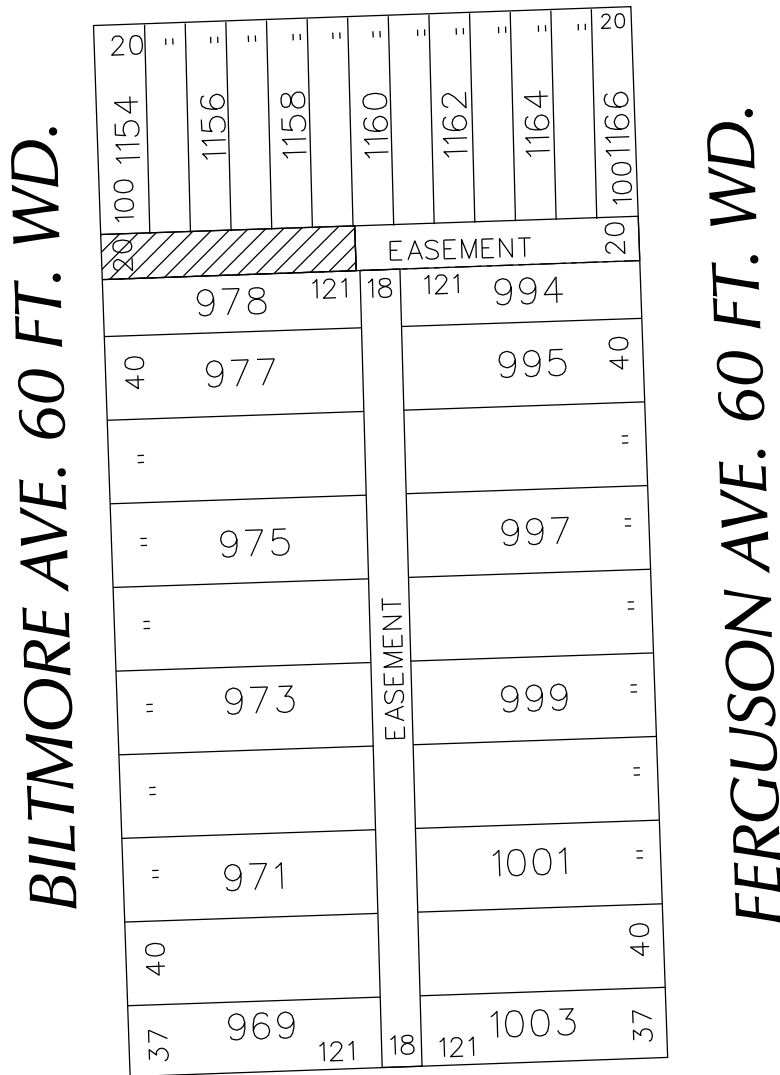 BILTMORE AVE. 60 FT. WD.
FERGUSON AVE. 60 FT. WD.
20 " " " " " " " " " " " 20
1154 1156 1158 1160 1162 1164 1166
100 100
20 EASEMENT 20
978 121 18 121 994
40 977 995 40
" "
" 975 997 "
" "
EASEMENT
" 973 999 "
" "
" 971 1001 "
40 40
37 969 121 18 121 1003 37